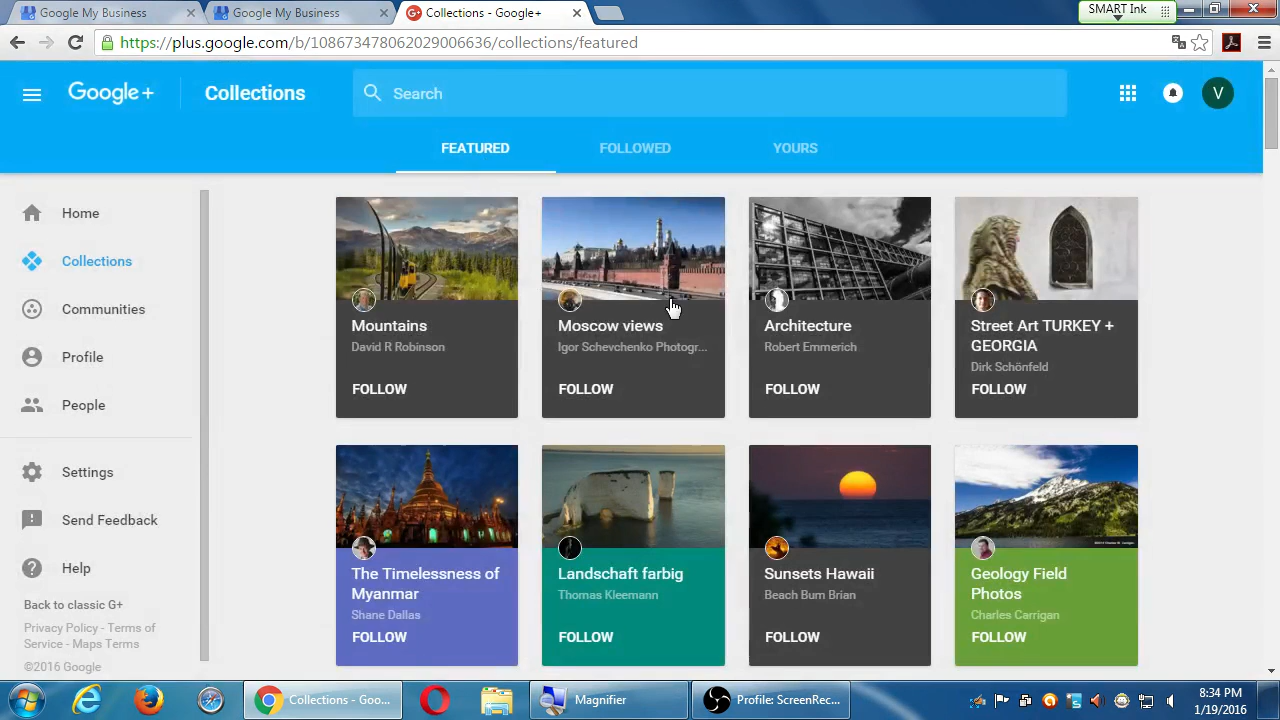 Google My Business
Google My Business
Collections - Google+
SMART Ink
https://plus.google.com/b/108673478062029006636/collections/featured
Google+
Collections
Search
V
FEATURED
FOLLOWED
YOURS
Home
Collections
Communities
Profile
People
Settings
Send Feedback
Help
Back to classic G+
Privacy Policy - Terms of
Service - Maps Terms
©2016 Google
Mountains
David R Robinson
FOLLOW
Moscow views
Igor Schevchenko Photogr...
FOLLOW
Architecture
Robert Emmerich
FOLLOW
Street Art TURKEY +
GEORGIA
Dirk Schönfeld
FOLLOW
The Timelessness of
Myanmar
Shane Dallas
FOLLOW
Landschaft farbig
Thomas Kleemann
FOLLOW
Sunsets Hawaii
Beach Bum Brian
FOLLOW
Geology Field
Photos
Charles Carrigan
FOLLOW
Collections - Goo...
Magnifier
Profile: ScreenRec...
8:34 PM
1/19/2016